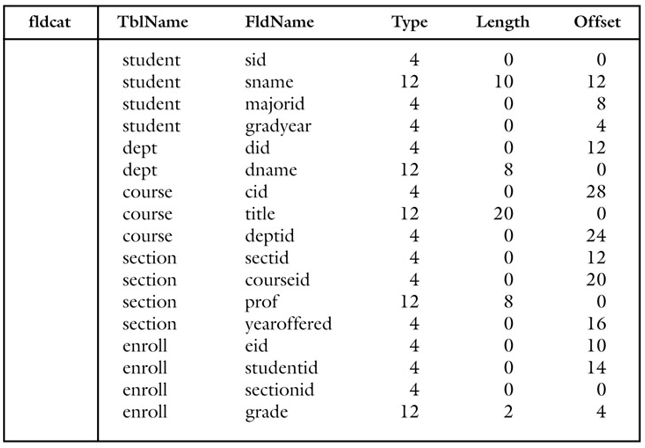 fldcat TblName FldName Type Length Offset
student sid 4 0 0
student sname 12 10 12
student majorid 4 0 8
student gradyear 4 0 4
dept did 4 0 12
dept dname 12 8 0
course cid 4 0 28
course title 12 20 0
course deptid 4 0 24
section sectid 4 0 12
section courseid 4 0 20
section prof 12 8 0
section yearoffered 4 0 16
enroll eid 4 0 10
enroll studentid 4 0 14
enroll sectionid 4 0 0
enroll grade 12 2 4